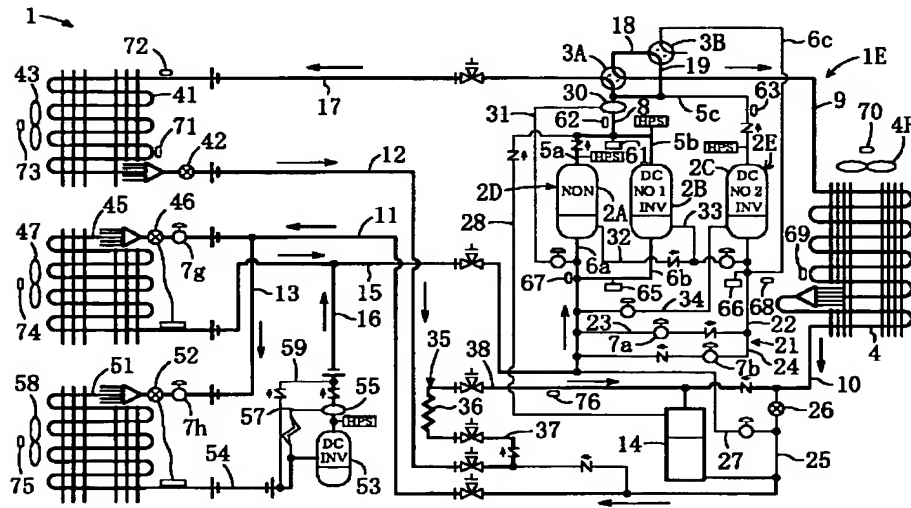 1
72
18
3B
6c
43
3A
1E
41
17
19
63
9
70
4F
31
30
8
5c
62
HPS
71
42
12
5a
HPS
61
5b
HPS
2C
2E
73
2D
NON
DC
NO 1
INV
DC
NO 2
INV
45
46
11
28
2A
2B
33
69
47
7g
32
13
15
67
6a
6b
65
34
66
68
74
16
23
22
7a
21
24
4
51
52
59
35
38
7b
10
58
55
36
76
26
7h
57
HPS
DC
INV
37
14
27
25
75
54
53